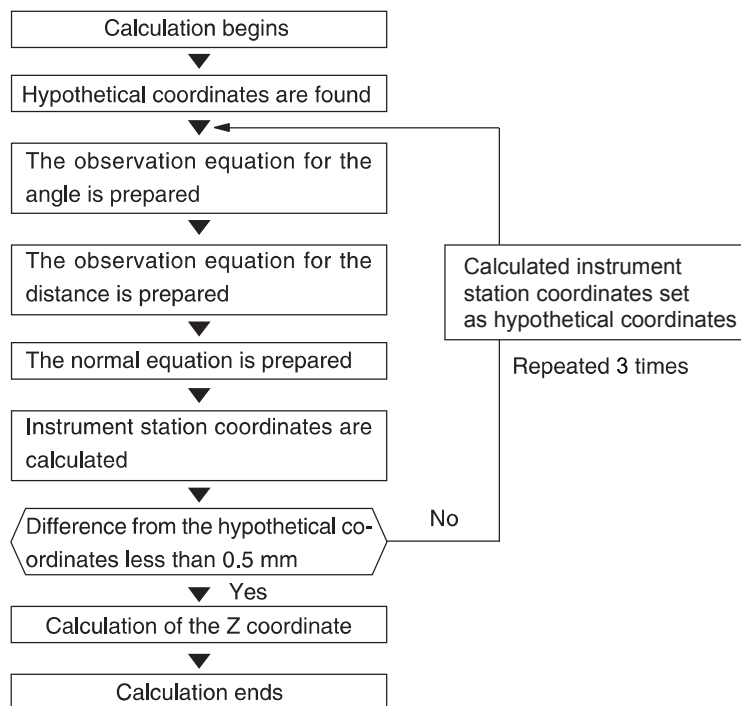 Calculation begins
Hypothetical coordinates are found
The observation equation for the
angle is prepared
The observation equation for the
distance is prepared
The normal equation is prepared
Instrument station coordinates are
calculated
Difference from the hypothetical co-
ordinates less than 0.5 mm
No
Calculated instrument
station coordinates set
as hypothetical coordinates
Repeated 3 times
Yes
Calculation of the Z coordinate
Calculation ends